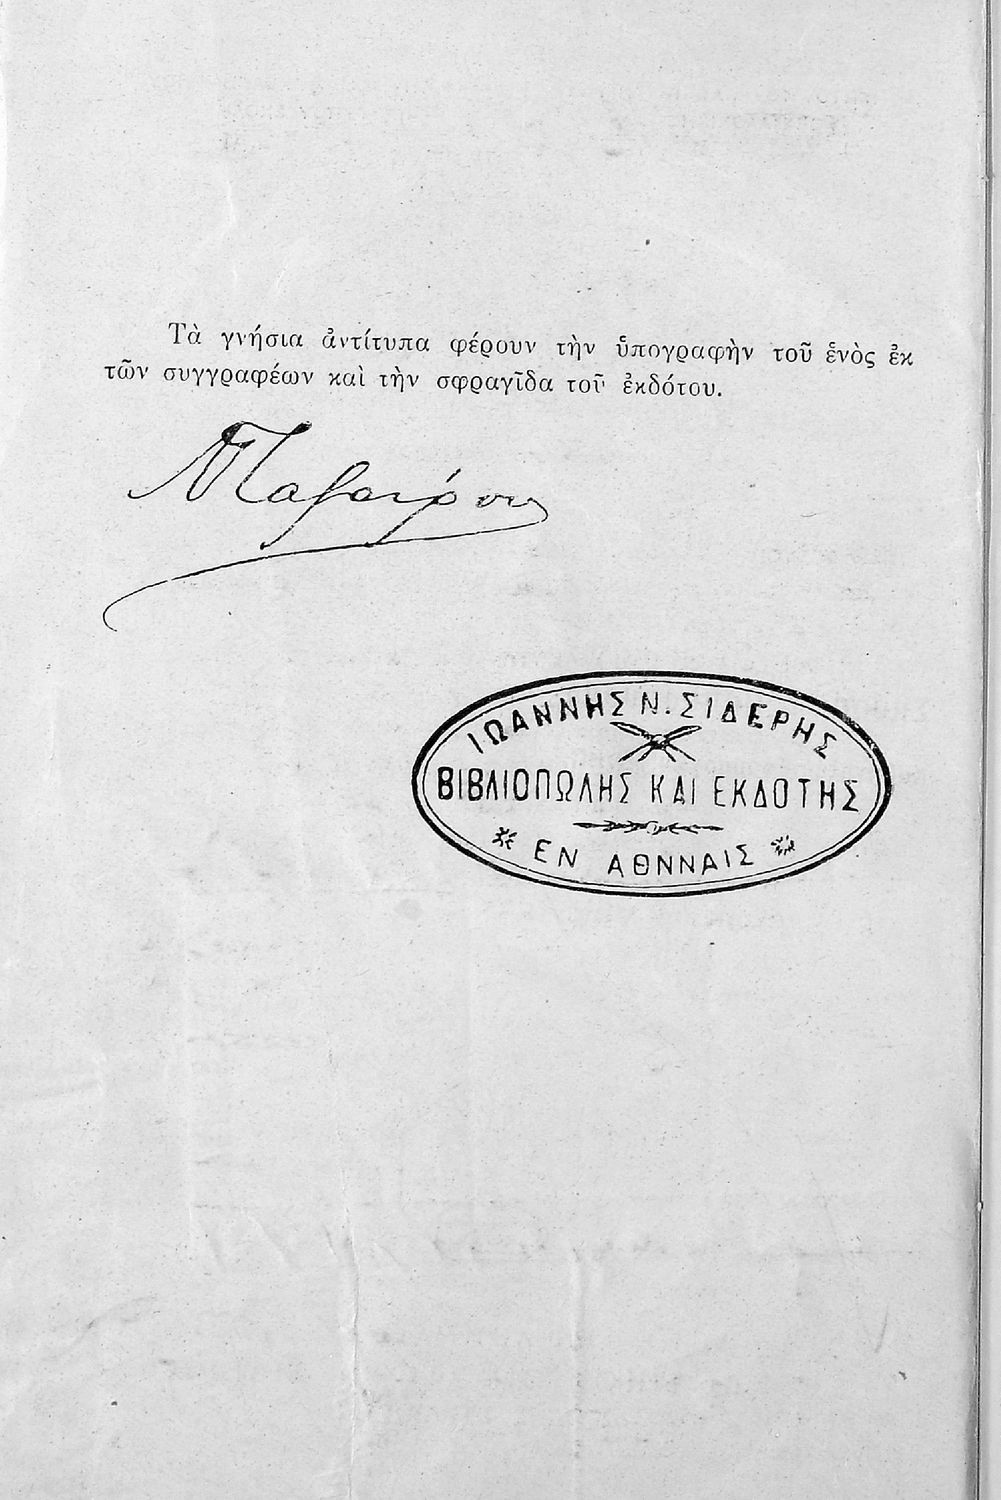 Τὰ γνήσια ἀντίτυπα φέρουν τὴν ὑπογραφὴν τοῦ ἑνὸς ἐκ
τῶν συγγραφέων καὶ τὴν σφραγῖδα τοῦ ἐκδότου.
ΙΩΑΝΝΗΣ Ν. ΣΙΔΕΡΗΣ
ΒΙΒΛΙΟΠΩΛΗΣ ΚΑΙ ΕΚΔΟΤΗΣ
ΕΝ ΑΘΝΝΑΙΣ